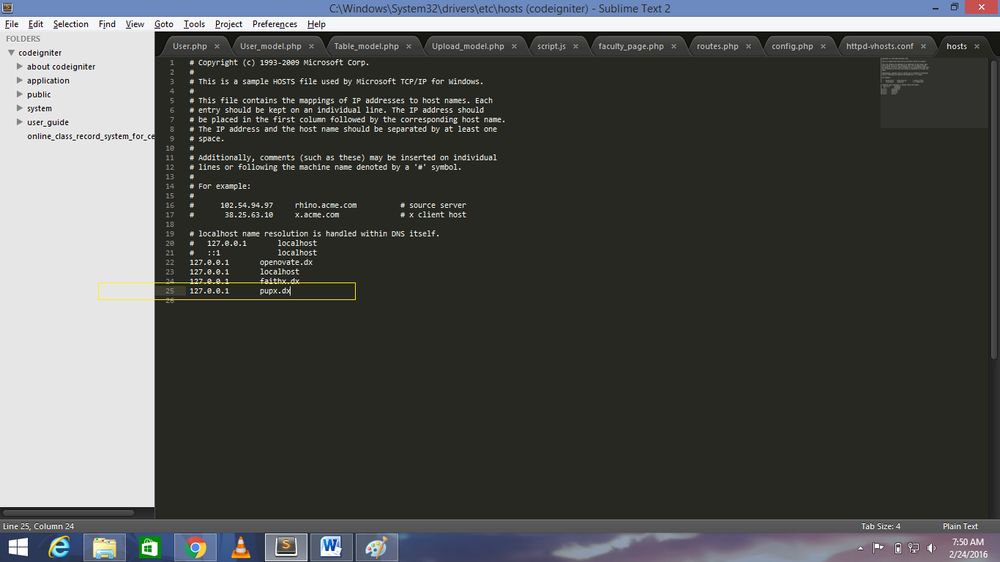 C:\Windows\System32\drivers\etc\hosts (codeigniter) - Sublime Text 2
File Edit Selection Find View Goto Tools Project Preferences Help
FOLDERS
codeigniter
about codeigniter
application
public
system
user_guide
online_class_record_system_for_ce
User.php User_model.php Table_model.php Upload_model.php script.js faculty_page.php routes.php config.php httpd-vhosts.conf hosts
1 # Copyright (c) 1993-2009 Microsoft Corp.
2 #
3 # This is a sample HOSTS file used by Microsoft TCP/IP for Windows.
4 #
5 # This file contains the mappings of IP addresses to host names. Each
6 # entry should be kept on an individual line. The IP address should
7 # be placed in the first column followed by the corresponding host name.
8 # The IP address and the host name should be separated by at least one
9 # space.
10 #
11 # Additionally, comments (such as these) may be inserted on individual
12 # lines or following the machine name denoted by a '#' symbol.
13 #
14 # For example:
15 #
16 # 102.54.94.97 rhino.acme.com # source server
17 # 38.25.63.10 x.acme.com # x client host
18
19 # localhost name resolution is handled within DNS itself.
20 # 127.0.0.1 localhost
21 # ::1 localhost
22 127.0.0.1 openovate.dx
23 127.0.0.1 localhost
24 127.0.0.1 faithx.dx
25 127.0.0.1 pupx.dx
26
Line 25, Column 24 Tab Size: 4 Plain Text
7:50 AM
2/24/2016